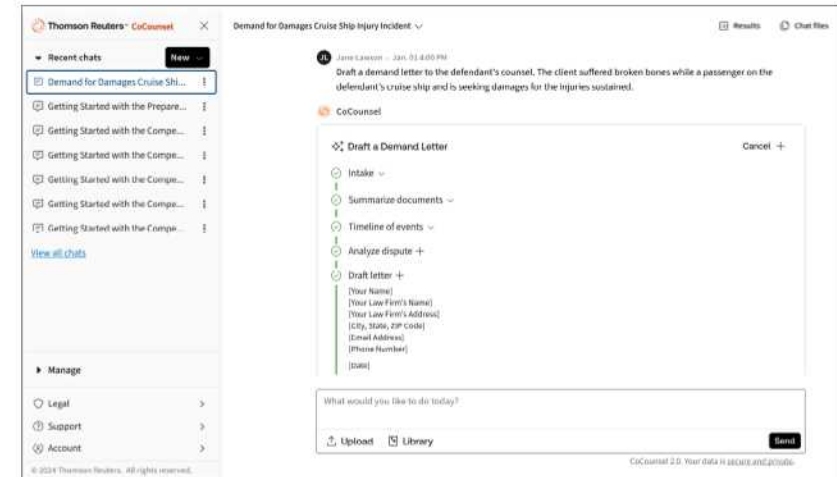 Thomson Reuters™ CoCounsel
Recent chats
New
Demand for Damages Cruise Shi...
Getting Started with the Prepare...
Getting Started with the Compe...
Getting Started with the Compe...
Getting Started with the Compe...
Getting Started with the Compe...
Getting Started with the Compe...
View all chats
Manage
Legal
Support
Account
© 2024 Thomson Reuters. All rights reserved.
Demand for Damages Cruise Ship Injury Incident
Results
Chat files
JL Jane Lawson – Jan. 01 4:00 PM
Draft a demand letter to the defendant's counsel. The client suffered broken bones while a passenger on the
defendant's cruise ship and is seeking damages for the injuries sustained.
CoCounsel
Draft a Demand Letter
Cancel
Intake
Summarize documents
Timeline of events
Analyze dispute
Draft letter
[Your Name]
[Your Law Firm's Name]
[Your Law Firm's Address]
[City, State, ZIP Code]
[Email Address]
[Phone Number]
[Date]
What would you like to do today?
Upload
Library
Send
CoCounsel 2.0. Your data is secure and private.